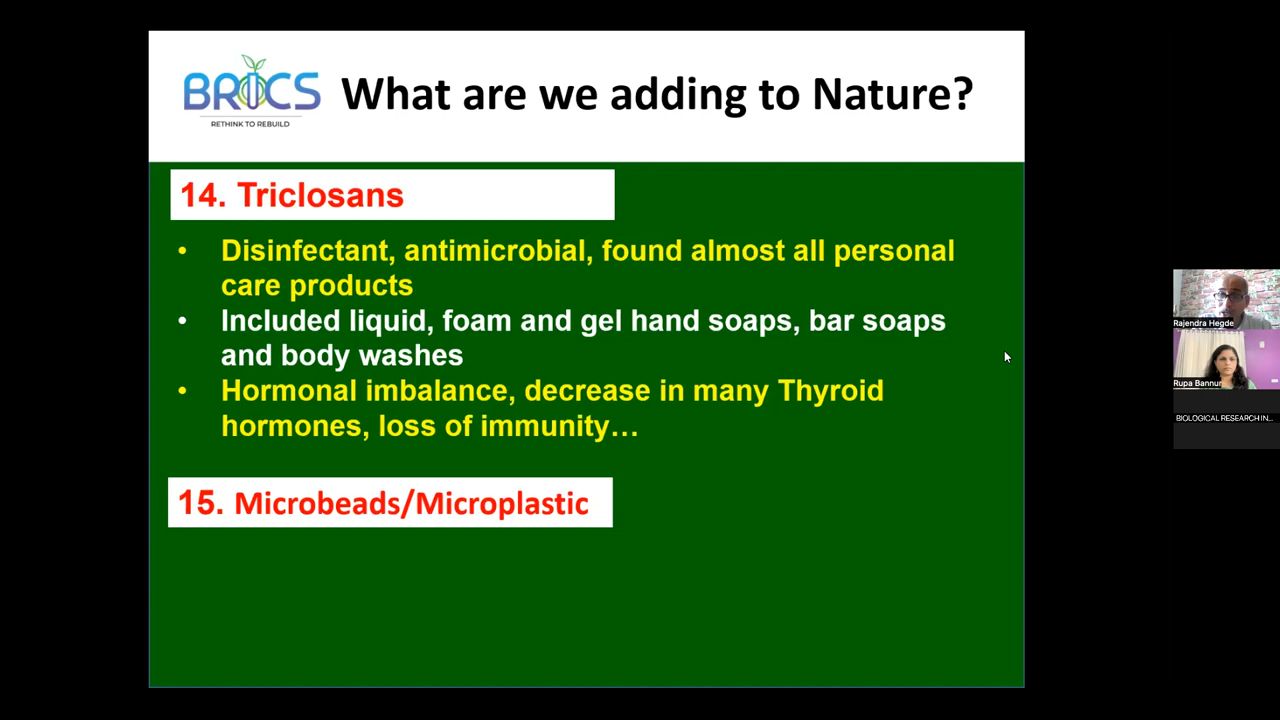 BRICS
RETHINK TO REBUILD
What are we adding to Nature?
14. Triclosans
• Disinfectant, antimicrobial, found almost all personal
care products
• Included liquid, foam and gel hand soaps, bar soaps
and body washes
• Hormonal imbalance, decrease in many Thyroid
hormones, loss of immunity...
15. Microbeads/Microplastic
Rajendra Hegde
Rupa Bannur
BIOLOGICAL RESEARCH IN...